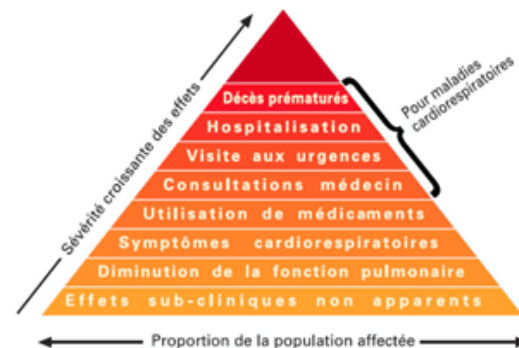 Décès prématurés
Hospitalisation
Visite aux urgences
Consultations médecin
Utilisation de médicaments
Symptômes cardiorespiratoires
Diminution de la fonction pulmonaire
Effets sub-cliniques non apparents
Sévérité croissante des effets
Pour maladies
cardiorespiratoires
Proportion de la population affectée